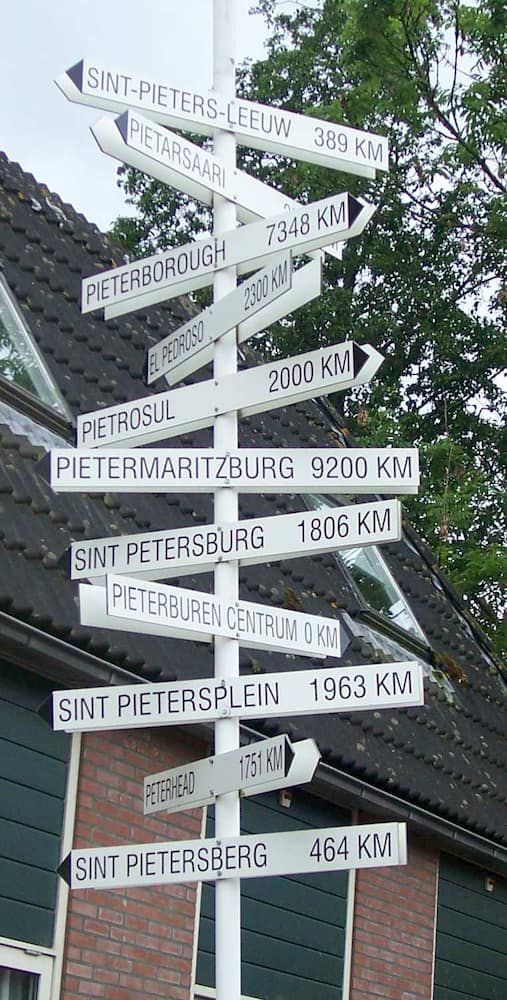 SINT-PIETERS-LEEUW 389 KM
PIETARSAARI
PIETERBOROUGH 7348 KM
EL PEDROSO 2300 KM
PIETROSUL 2000 KM
PIETERMARITZBURG 9200 KM
SINT PETERSBURG 1806 KM
PIETERBUREN CENTRUM 0 KM
SINT PIETERSPLEIN 1963 KM
PETERHEAD 1751 KM
SINT PIETERSBERG 464 KM